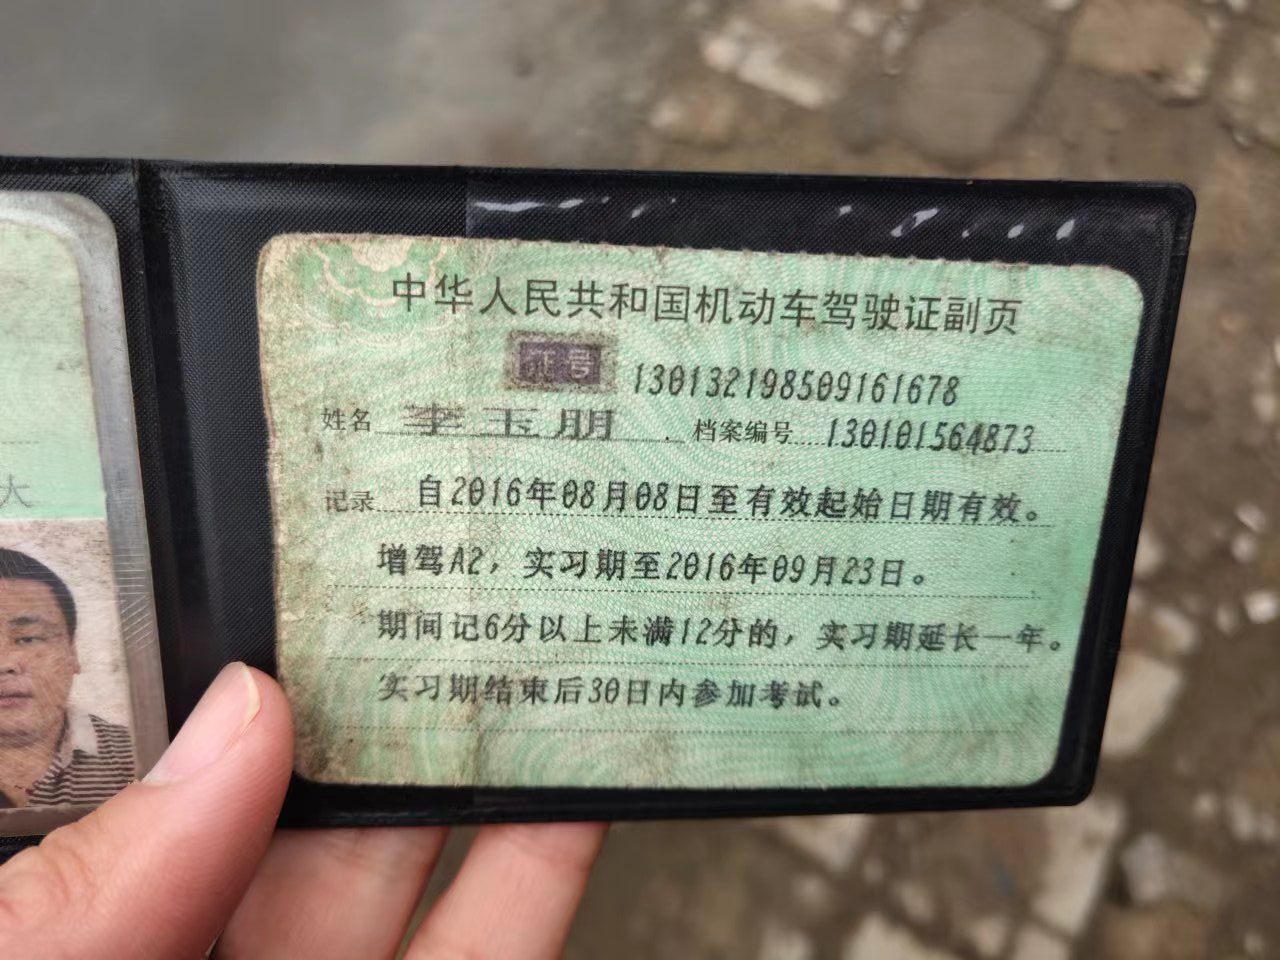 中华人民共和国机动车驾驶证副页
证号 130132198509161678
姓名 李玉朋 档案编号 130101564873
记录 自2016年08月08日至有效起始日期有效。
增驾A2，实习期至2016年09月23日。
期间记6分以上未满12分的，实习期延长一年。
实习期结束后30日内参加考试。
大